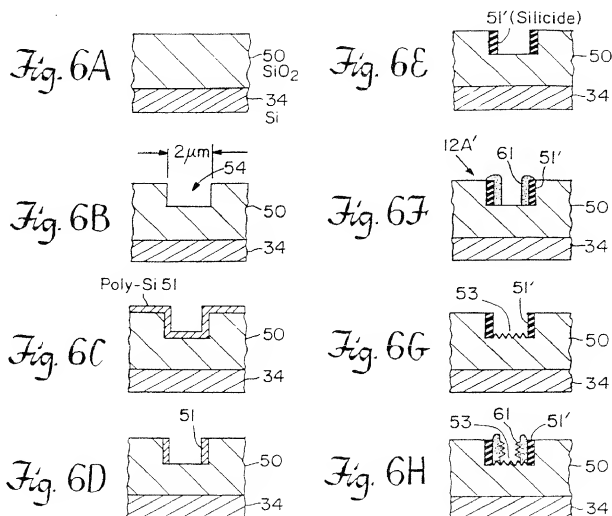 Fig. 6A
50
SiO2
34
Si
Fig. 6B
2μm
54
50
34
Fig. 6C
Poly-Si 51
50
34
Fig. 6D
51
50
34
Fig. 6E
51' (Silicide)
50
34
Fig. 6F
12A'
61
51'
50
34
Fig. 6G
53
51'
50
34
Fig. 6H
53
61
51'
50
34